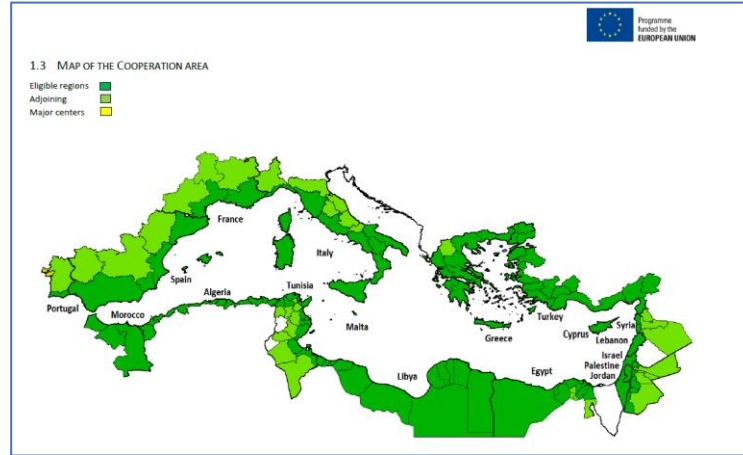 Programme
funded by the
EUROPEAN UNION
1.3 MAP OF THE COOPERATION AREA
Eligible regions
Adjoining
Major centers
France
Italy
Spain
Algeria
Tunisia
Portugal
Morocco
Malta
Greece
Turkey
Cyprus
Syria
Lebanon
Israel
Palestine
Jordan
Libya
Egypt